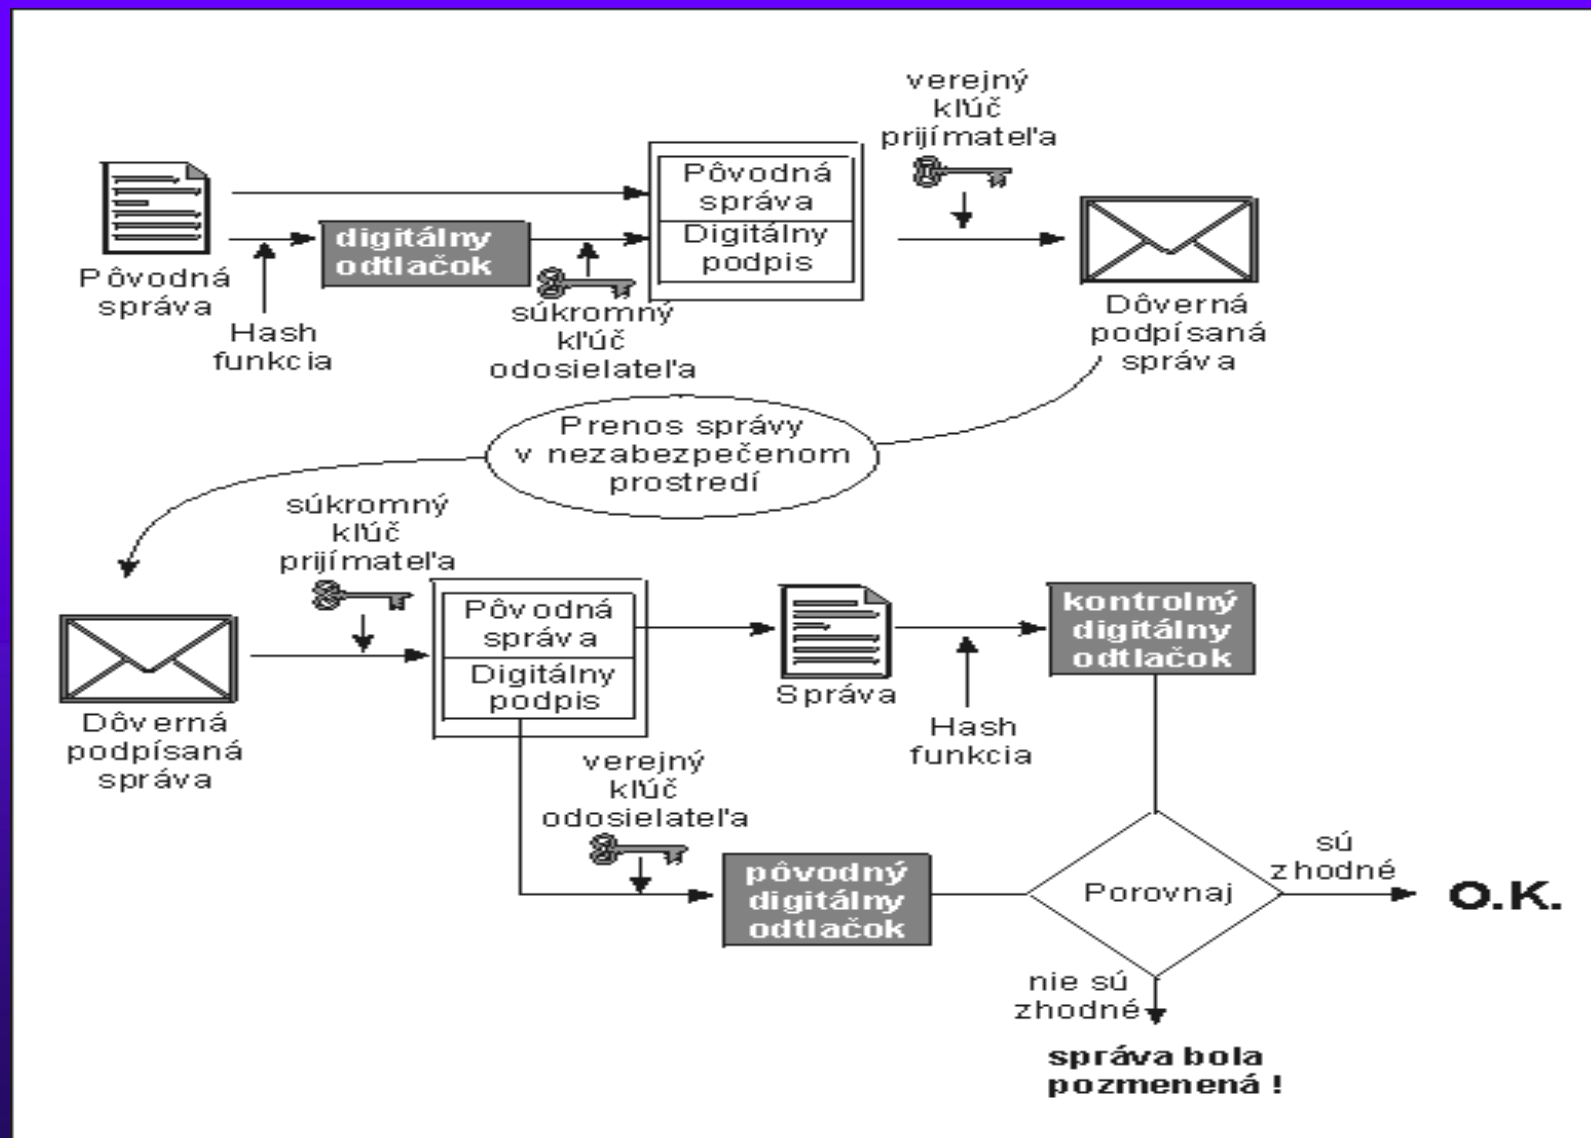 verejný
kľúč
prijímateľa
Pôvodná
správa
Digitálny
podpis
digitálny
odtlačok
Pôvodná
správa
Hash
funkcia
súkromný
kľúč
odosielateľa
Dôverná
podpísaná
správa
Prenos správy
v nezabezpečenom
prostredí
súkromný
kľúč
prijímateľa
Pôvodná
správa
Digitálny
podpis
Dôverná
podpísaná
správa
Správa
Hash
funkcia
kontrolný
digitálny
odtlačok
verejný
kľúč
odosielateľa
pôvodný
digitálny
odtlačok
Porovnaj
sú
zhodné
O.K.
nie sú
zhodné
správa bola
pozmenená !